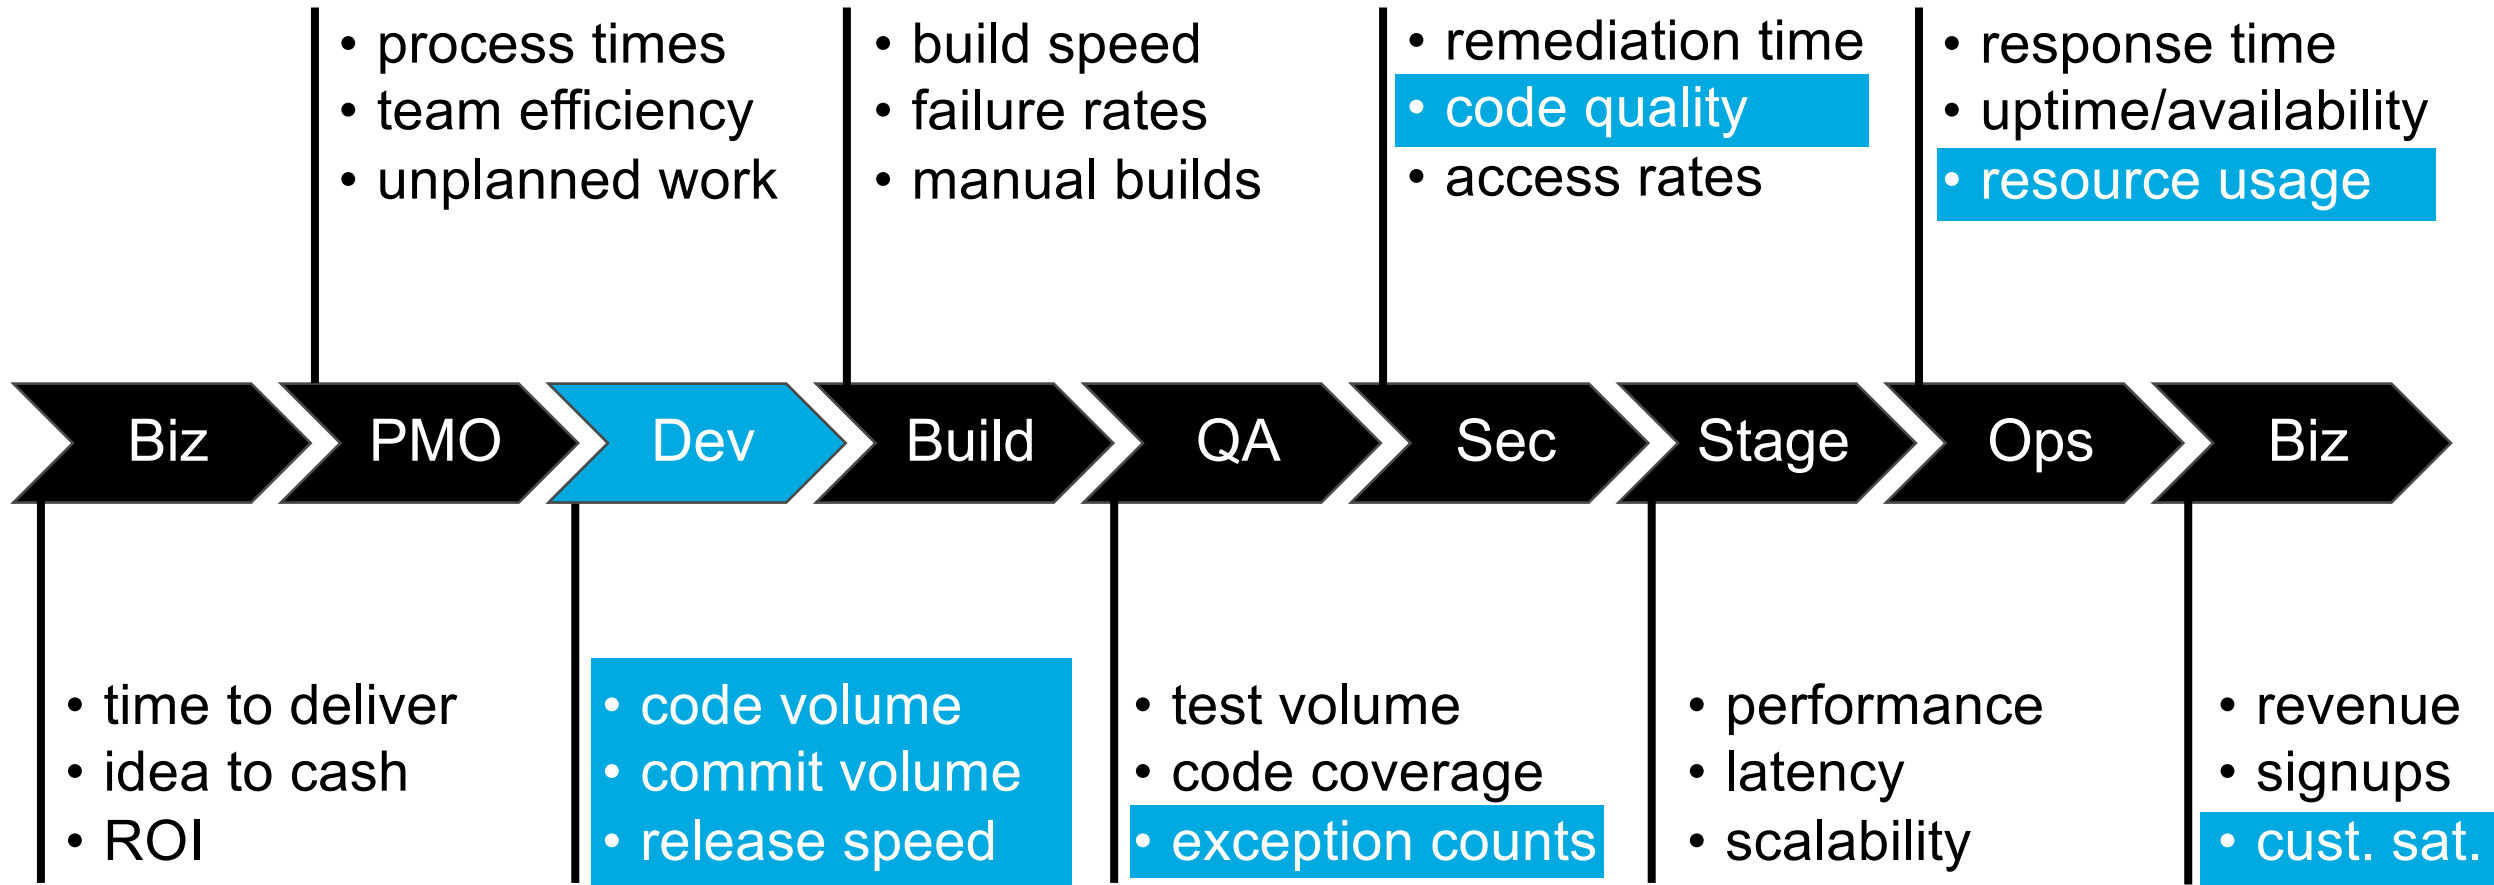 • process times
• team efficiency
• unplanned work
• build speed
• failure rates
• manual builds
• remediation time
• code quality
• access rates
• response time
• uptime/availability
• resource usage
Biz
PMO
Dev
Build
QA
Sec
Stage
Ops
Biz
• time to deliver
• idea to cash
• ROI
• code volume
• commit volume
• release speed
• test volume
• code coverage
• exception counts
• performance
• latency
• scalability
• revenue
• signups
• cust. sat.